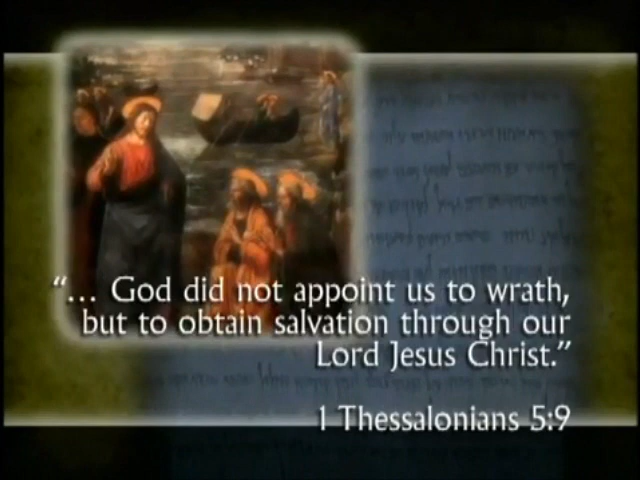 “... God did not appoint us to wrath,
but to obtain salvation through our
Lord Jesus Christ.”
1 Thessalonians 5:9